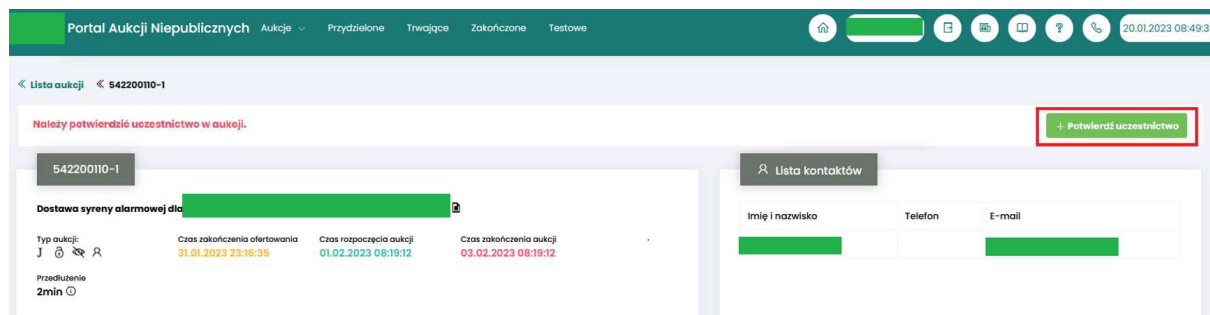 Portal Aukcji Niepublicznych Aukcje Przydzielone Trwające Zakończone Testowe 20.01.2023 08:49:3
« Lista aukcji « 542200110-1
Należy potwierdzić uczestnictwo w aukcji.
+ Potwierdź uczestnictwo
542200110-1
Dostawa syreny alarmowej dla
Typ aukcji: Czas zakończenia ofertowania Czas rozpoczęcia aukcji Czas zakończenia aukcji
J 31.01.2023 23:16:35 01.02.2023 08:19:12 03.02.2023 08:19:12
Przedłużenie
2min
Lista kontaktów
Imię i nazwisko Telefon E-mail